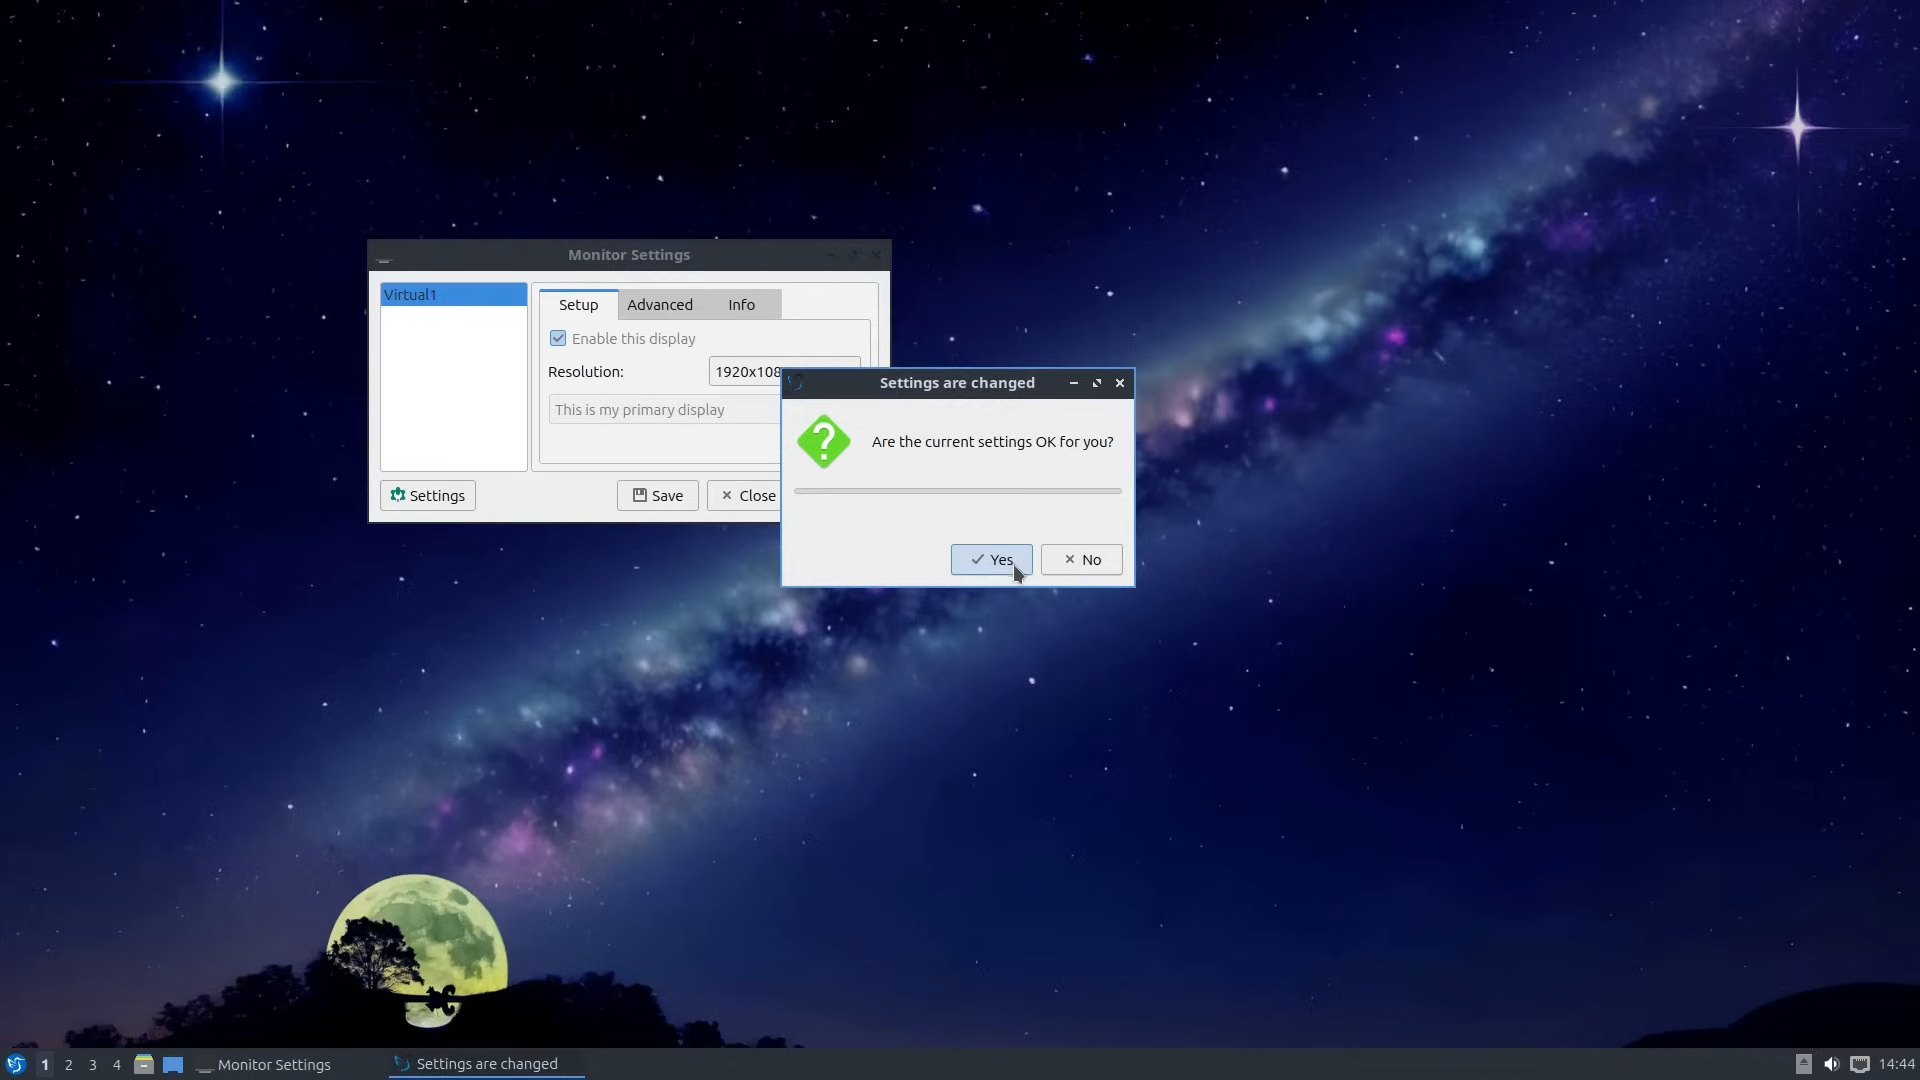 Monitor Settings
Virtual1
Setup Advanced Info
Enable this display
Resolution: 1920x108
This is my primary display
Settings Save Close
Settings are changed
Are the current settings OK for you?
Yes No
1 2 3 4 Monitor Settings Settings are changed 14:44